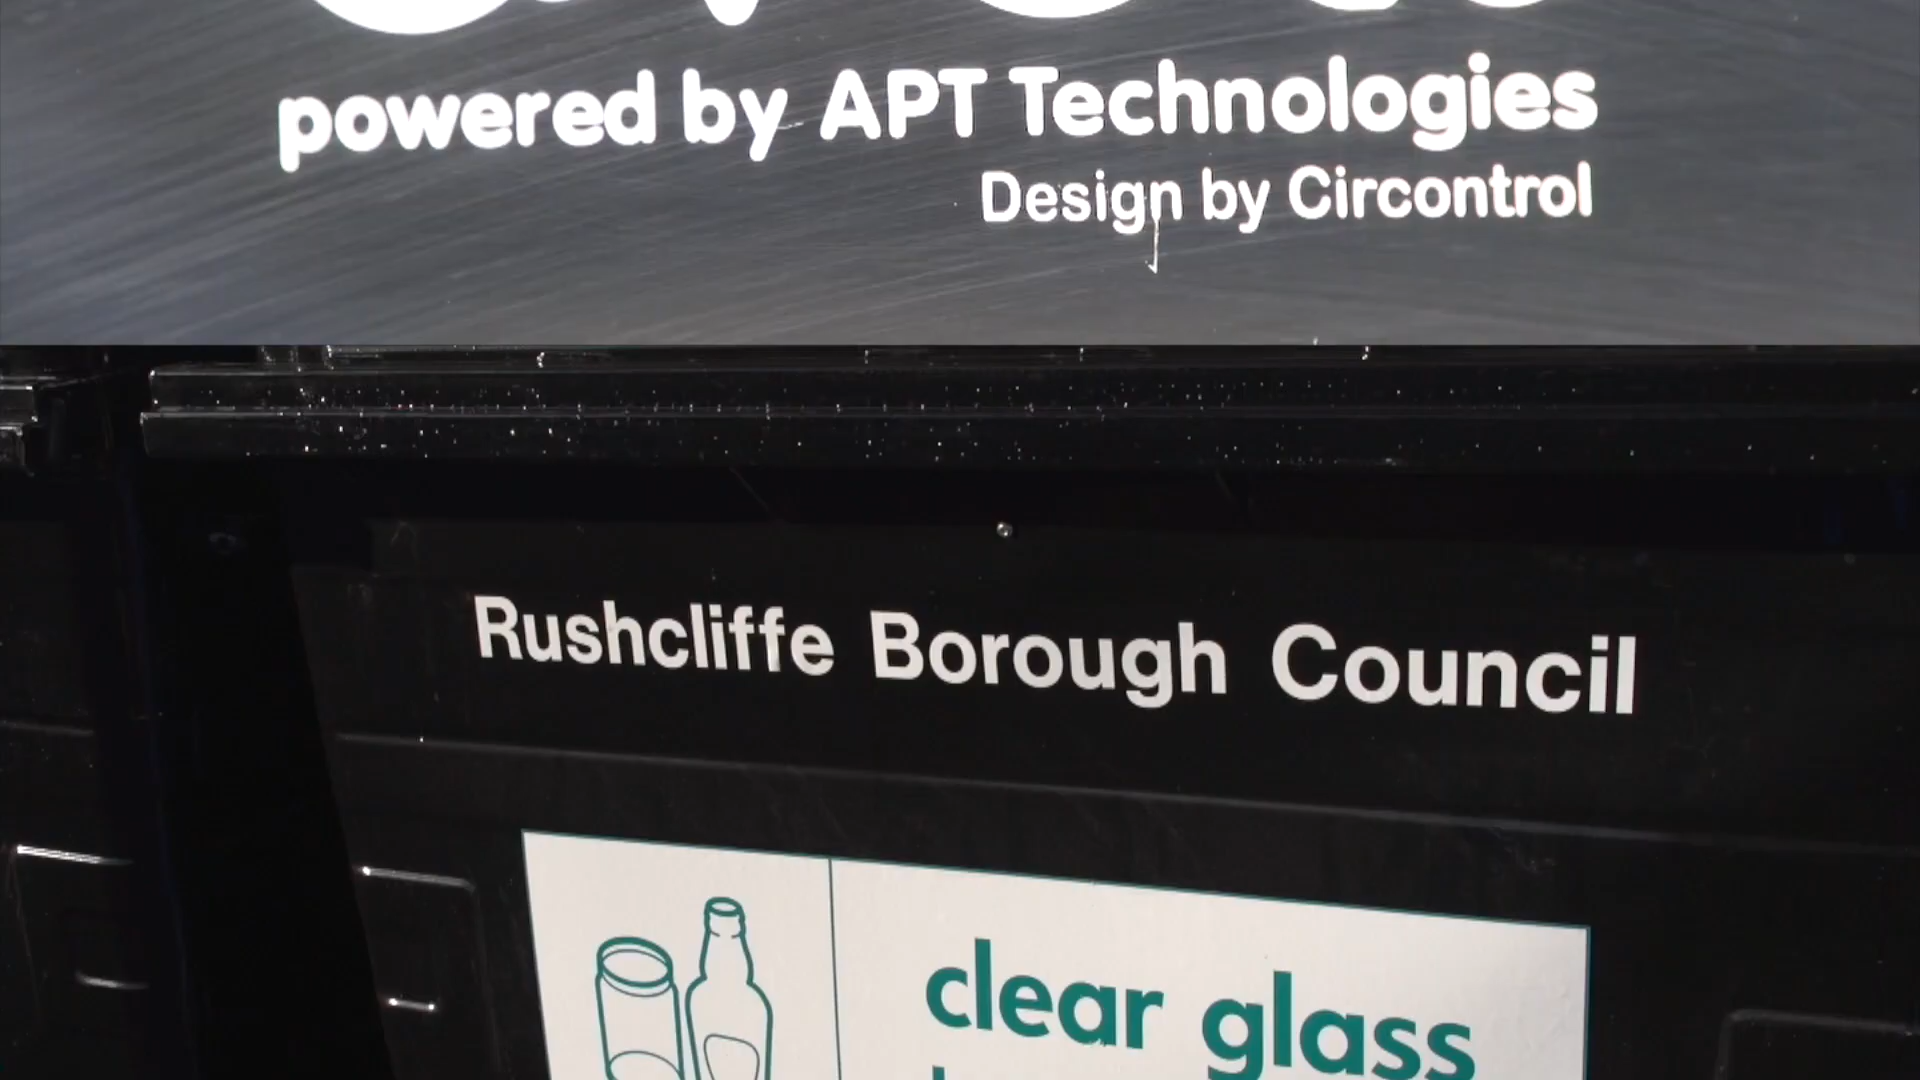 powered by APT Technologies
Design by Circontrol
Rushcliffe Borough Council
clear glass